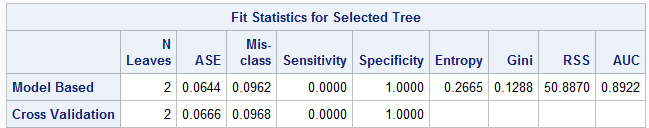 Fit Statistics for Selected Tree
N Leaves ASE Mis- class Sensitivity Specificity Entropy Gini RSS AUC
Model Based 2 0.0644 0.0962 0.0000 1.0000 0.2665 0.1288 50.8870 0.8922
Cross Validation 2 0.0666 0.0968 0.0000 1.0000